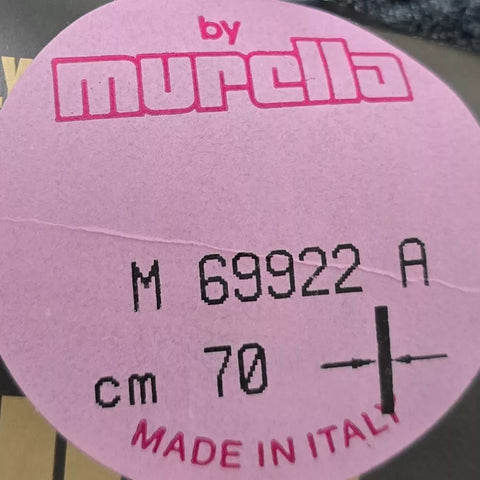 by
murella
M 69922 A
cm 70
MADE IN ITALY